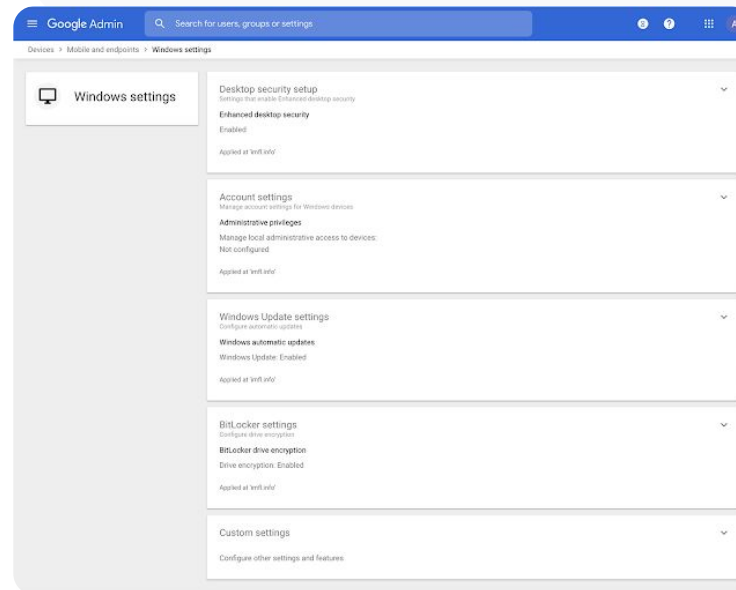 Google Admin
Search for users, groups or settings
Devices > Mobile and endpoints > Windows settings
Windows settings
Desktop security setup
Settings that enable Enhanced desktop security
Enhanced desktop security
Enabled
Applied at 'imfl.info'
Account settings
Manage account settings for Windows devices
Administrative privileges
Manage local administrative access to devices:
Not configured
Applied at 'imfl.info'
Windows Update settings
Configure automatic updates
Windows automatic updates
Windows Update: Enabled
Applied at 'imfl.info'
BitLocker settings
Configure drive encryption
BitLocker drive encryption
Drive encryption: Enabled
Applied at 'imfl.info'
Custom settings
Configure other settings and features